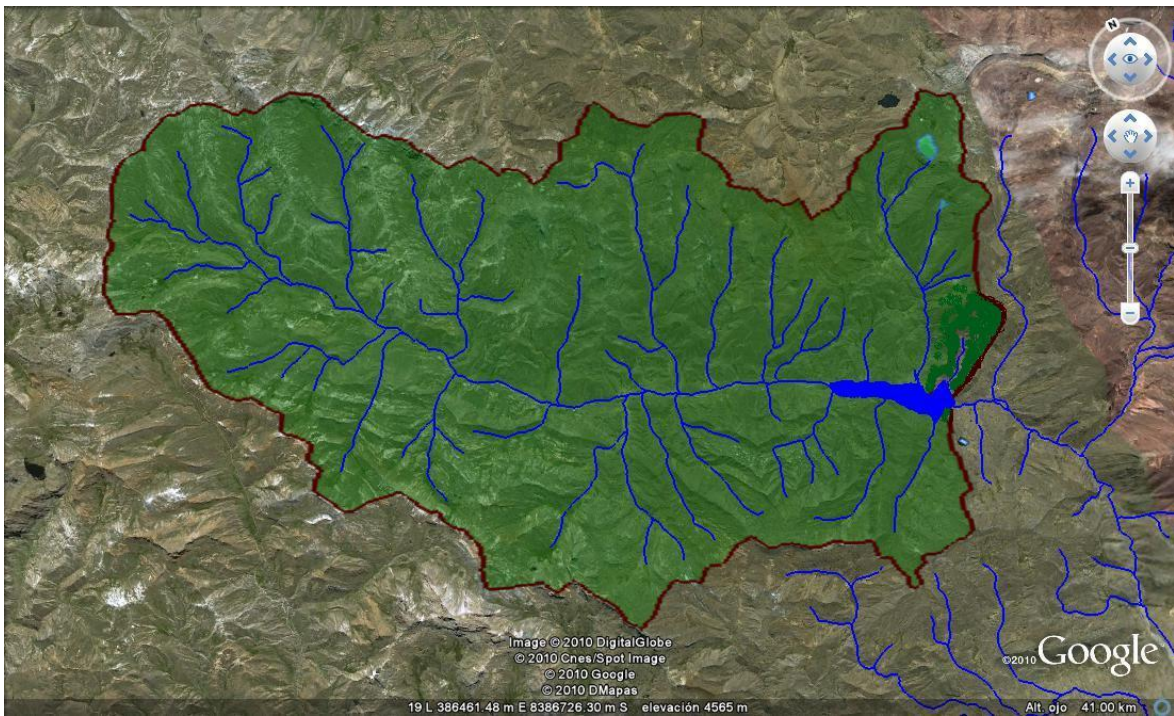 N
Image © 2010 DigitalGlobe
© 2010 Cnes/Spot Image
© 2010 Google
© 2010 DMapas
©2010 Google
19 L 386461.48 m E 8386726.30 m S elevación 4565 m
Alt. ojo 41.00 km